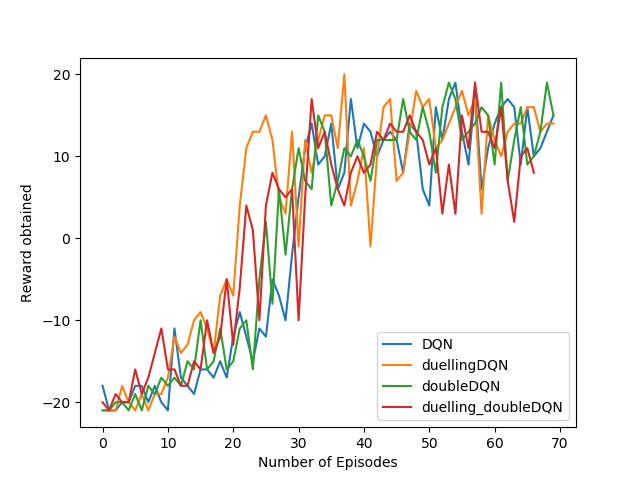 20
10
0
−10
−20
Reward obtained
0
10
20
30
40
50
60
70
Number of Episodes
DQN
duellingDQN
doubleDQN
duelling_doubleDQN